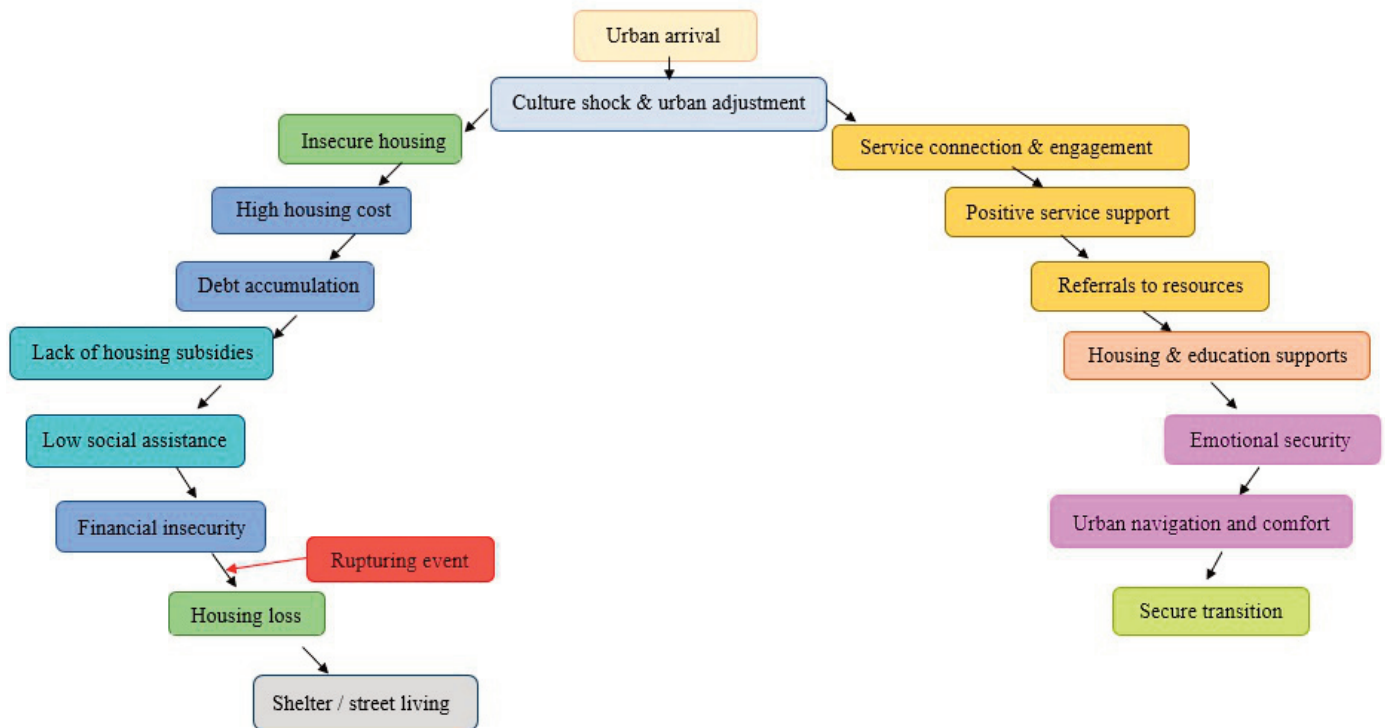 Urban arrival
Culture shock & urban adjustment
Insecure housing
High housing cost
Debt accumulation
Lack of housing subsidies
Low social assistance
Financial insecurity
Rupturing event
Housing loss
Shelter / street living
Service connection & engagement
Positive service support
Referrals to resources
Housing & education supports
Emotional security
Urban navigation and comfort
Secure transition